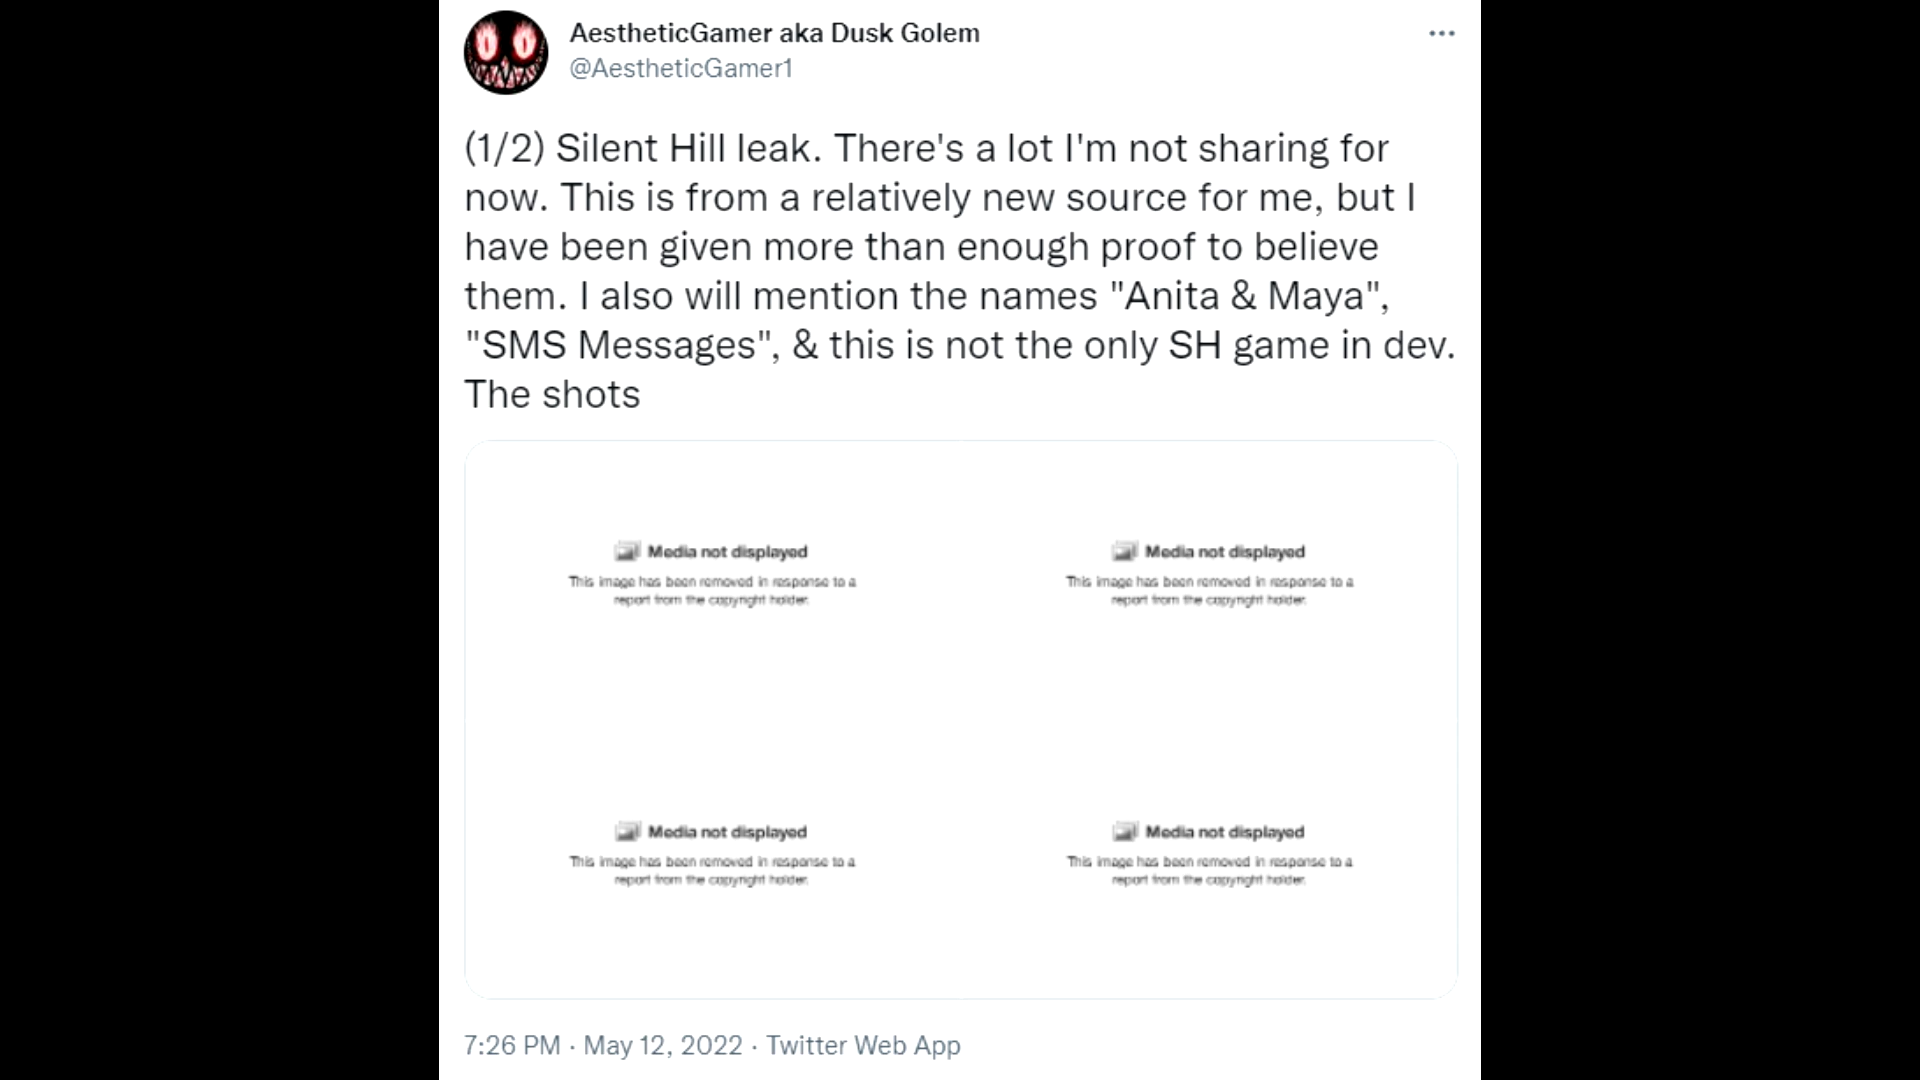 AestheticGamer aka Dusk Golem
@AestheticGamer1
(1/2) Silent Hill leak. There's a lot I'm not sharing for
now. This is from a relatively new source for me, but I
have been given more than enough proof to believe
them. I also will mention the names "Anita & Maya",
"SMS Messages", & this is not the only SH game in dev.
The shots
Media not displayed
This image has been removed in response to a
report from the copyright holder.
Media not displayed
This image has been removed in response to a
report from the copyright holder.
Media not displayed
This image has been removed in response to a
report from the copyright holder.
Media not displayed
This image has been removed in response to a
report from the copyright holder.
7:26 PM · May 12, 2022 · Twitter Web App